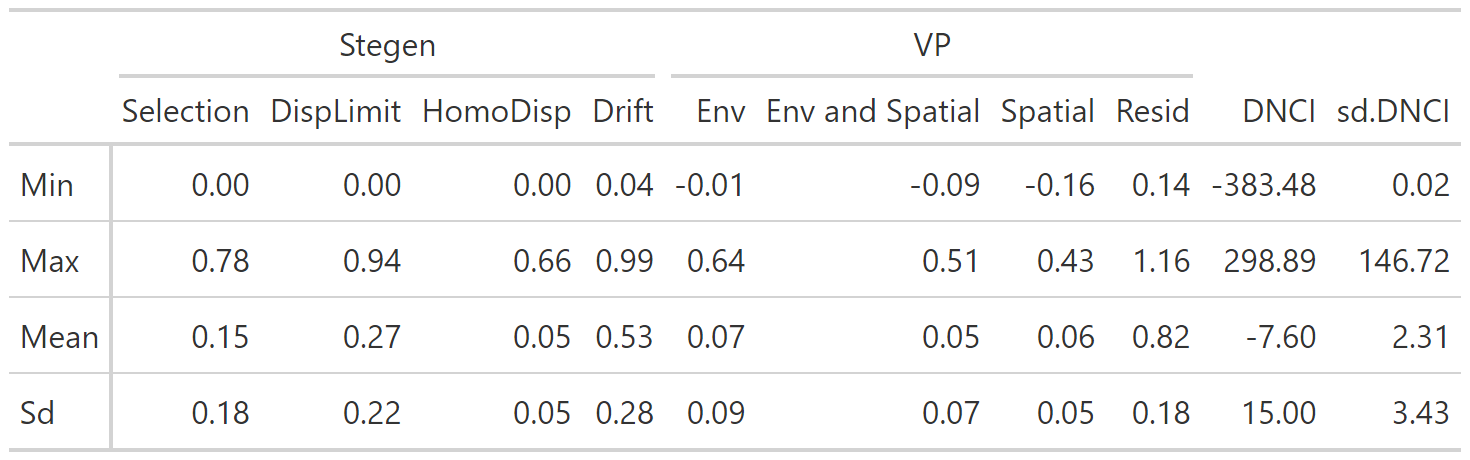 Stegen VP
Selection DispLimit HomoDisp Drift Env Env and Spatial Spatial Resid DNCI sd.DNCI
Min 0.00 0.00 0.00 0.04 -0.01 -0.09 -0.16 0.14 -383.48 0.02
Max 0.78 0.94 0.66 0.99 0.64 0.51 0.43 1.16 298.89 146.72
Mean 0.15 0.27 0.05 0.53 0.07 0.05 0.06 0.82 -7.60 2.31
Sd 0.18 0.22 0.05 0.28 0.09 0.07 0.05 0.18 15.00 3.43